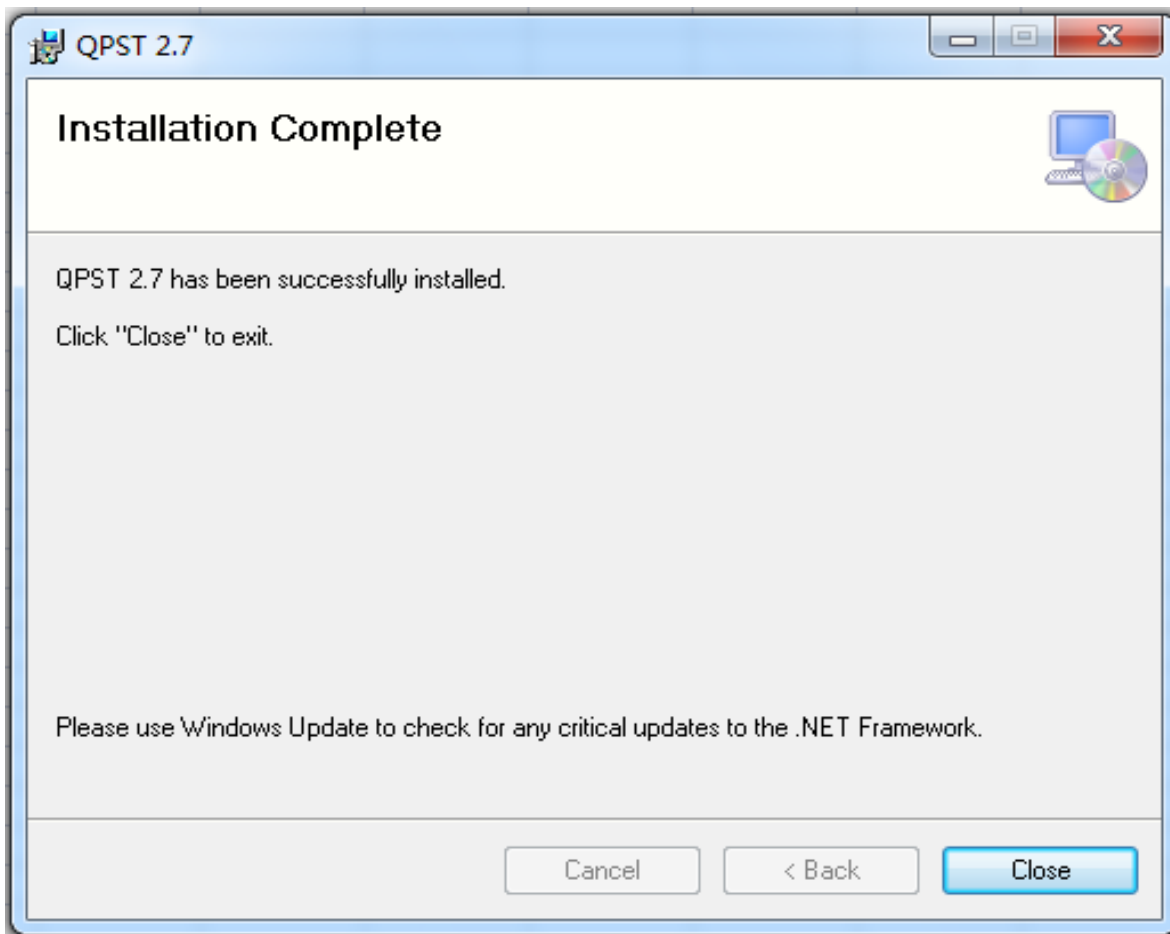 QPST 2.7
Installation Complete
QPST 2.7 has been successfully installed.
Click "Close" to exit.
Please use Windows Update to check for any critical updates to the .NET Framework.
Cancel
< Back
Close